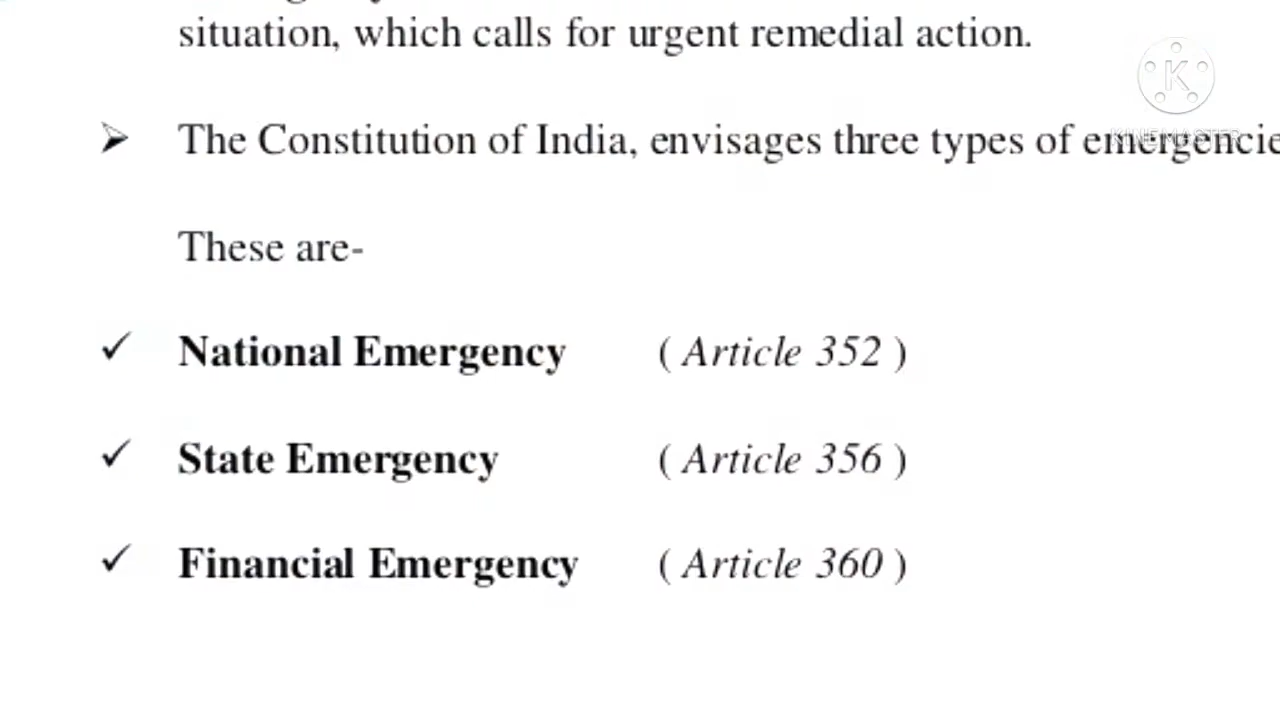 situation, which calls for urgent remedial action.
➢ The Constitution of India, envisages three types of emergencie
These are-
✓ National Emergency ( Article 352 )
✓ State Emergency ( Article 356 )
✓ Financial Emergency ( Article 360 )
K
KINEMASTER